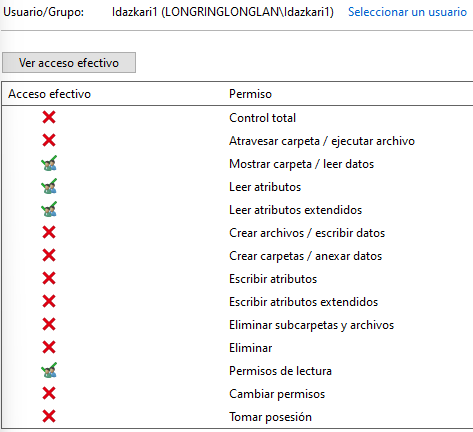 Usuario/Grupo: Idazkari1 (LONGRINGLONGLAN\Idazkari1) Seleccionar un usuario
Ver acceso efectivo
Acceso efectivo Permiso
Control total
Atravesar carpeta / ejecutar archivo
Mostrar carpeta / leer datos
Leer atributos
Leer atributos extendidos
Crear archivos / escribir datos
Crear carpetas / anexar datos
Escribir atributos
Escribir atributos extendidos
Eliminar subcarpetas y archivos
Eliminar
Permisos de lectura
Cambiar permisos
Tomar posesión